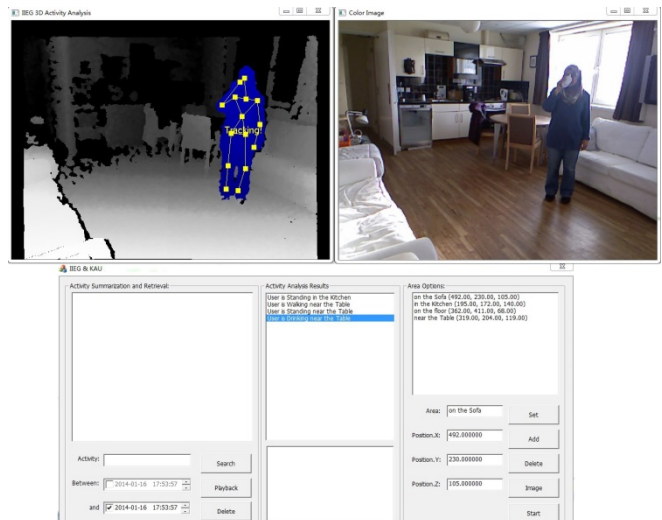 IIEG 3D Activity Analysis
Color Image
Tracking!
IIEG & KAU
Activity Summarization and Retrieval:
Activity Analysis Results
Area Options:
User is Standing in the Kitchen
User is Walking near the Table
User is Standing near the Table
User is Drinking near the Table
on the Sofa (492.00, 230.00, 105.00)
in the Kitchen (195.00, 172.00, 140.00)
on the floor (362.00, 411.00, 68.00)
near the Table (319.00, 204.00, 119.00)
Area: on the Sofa Set
Position.X: 492.000000 Add
Activity: Search
Position.Y: 230.000000 Delete
Between: 2014-01-16 17:53:57 Playback
Position.Z: 105.000000 Image
and 2014-01-16 17:53:57 Delete
Start